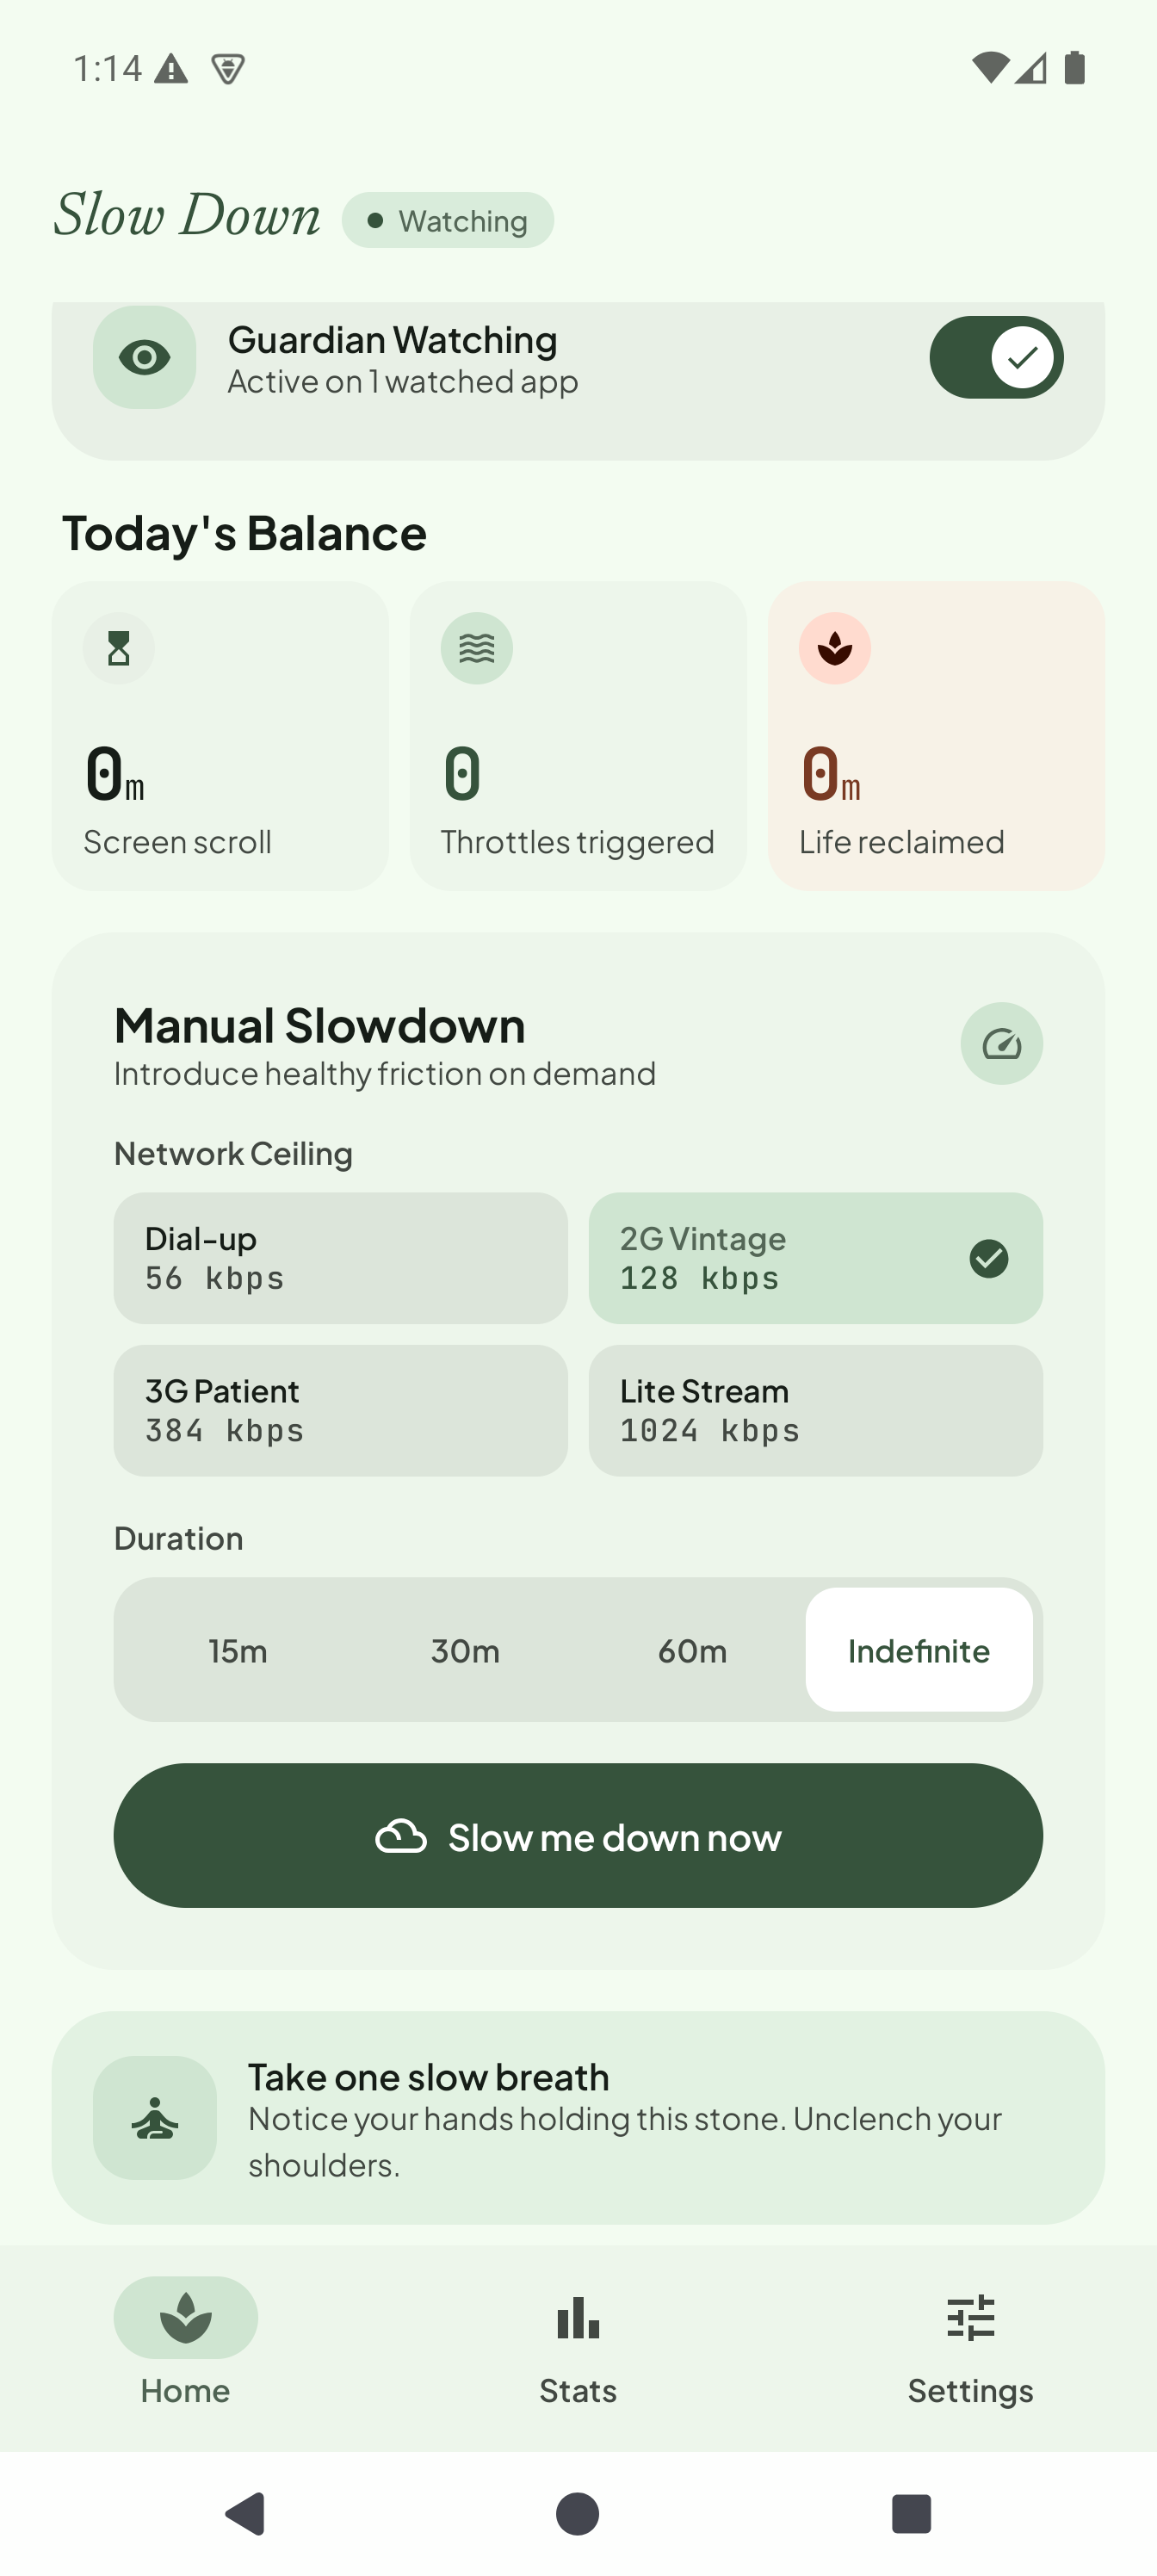 1:14
Slow Down
Watching
Guardian Watching
Active on 1 watched app
Today's Balance
0m
Screen scroll
0
Throttles triggered
0m
Life reclaimed
Manual Slowdown
Introduce healthy friction on demand
Network Ceiling
Dial-up
56 kbps
2G Vintage
128 kbps
3G Patient
384 kbps
Lite Stream
1024 kbps
Duration
15m
30m
60m
Indefinite
Slow me down now
Take one slow breath
Notice your hands holding this stone. Unclench your
shoulders.
Home
Stats
Settings